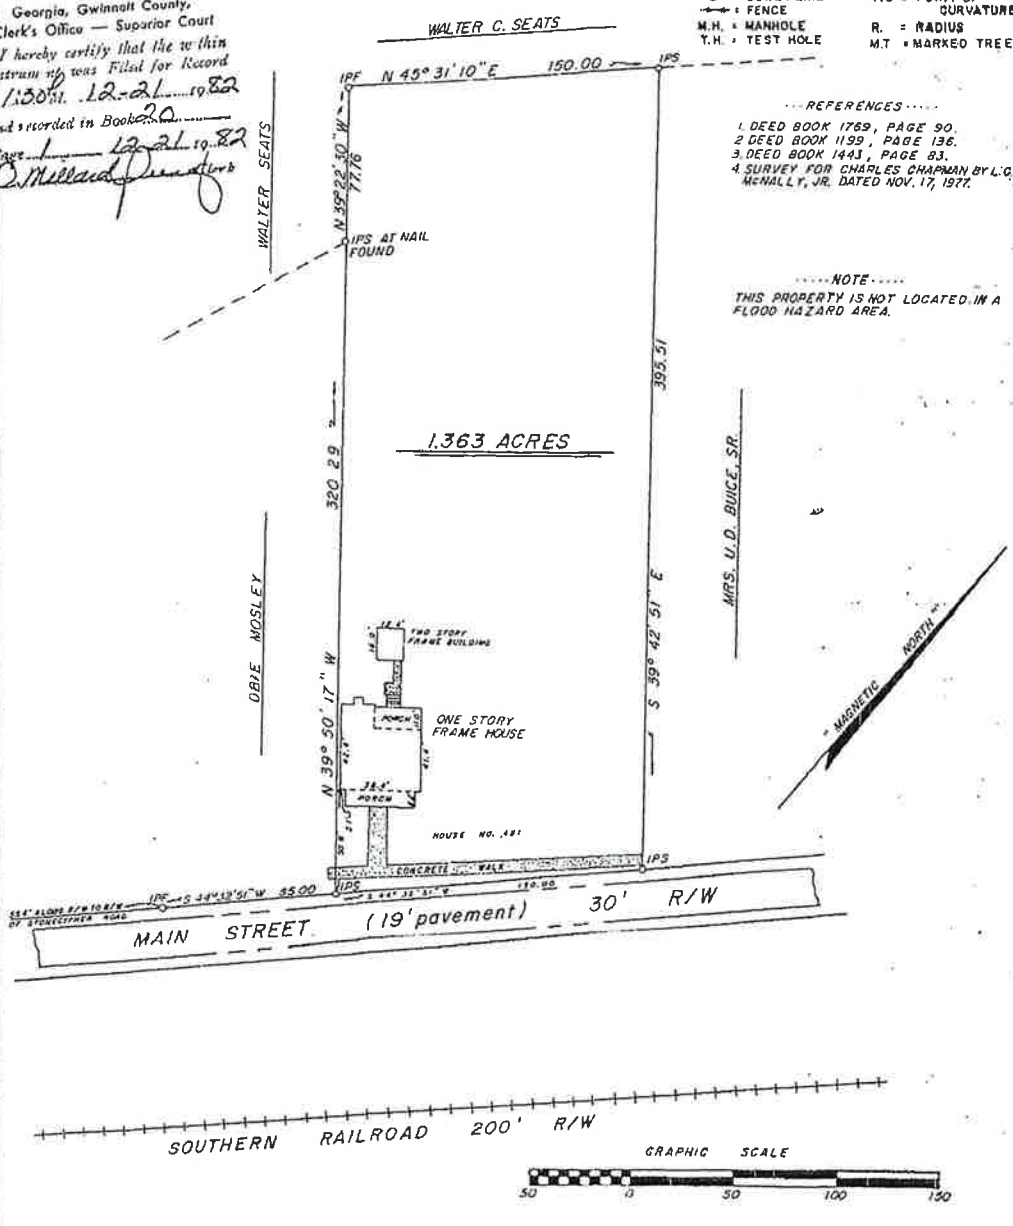 Georgia, Gwinnett County,
Clerk's Office — Superior Court
I hereby certify that the within
was Filed for Record
1:30 M. 12-21 1982
recorded in Book 20
Page 1 12-21 1982
WALTER C. SEATS
FENCE
M.H. = MANHOLE
T.H. = TEST HOLE
CURVATURE
R. = RADIUS
M.T. = MARKED TREE
-----REFERENCES-----
1. DEED BOOK 1769, PAGE 90.
2. DEED BOOK 1199, PAGE 136.
3. DEED BOOK 1443, PAGE 83.
4. SURVEY FOR CHARLES CHAPMAN BY L.G.
McNALLY, JR. DATED NOV. 17, 1977.
-----NOTE-----
THIS PROPERTY IS NOT LOCATED IN A
FLOOD HAZARD AREA.
IPF N 45° 31' 10" E 150.00 IPS
WALTER SEATS
N 39° 22' 30" W
77.76
IPS AT NAIL
FOUND
395.51
1.363 ACRES
320.29
MRS. U.D. BUICE, SR.
OBIE MOSLEY
N 39° 50' 17" W
S 39° 42' 51" E
"MAGNETIC NORTH"
TWO STORY
FRAME BUILDING
PORCH
ONE STORY
FRAME HOUSE
PORCH
HOUSE NO. 481
CONCRETE WALK
IPS
IPF S 44° 32' 51" W 55.00 IPS
S 44° 32' 51" W 150.00
OF STONECYPHER ROAD
MAIN STREET (19' pavement) 30' R/W
SOUTHERN RAILROAD 200' R/W
GRAPHIC SCALE
50 0 50 100 150